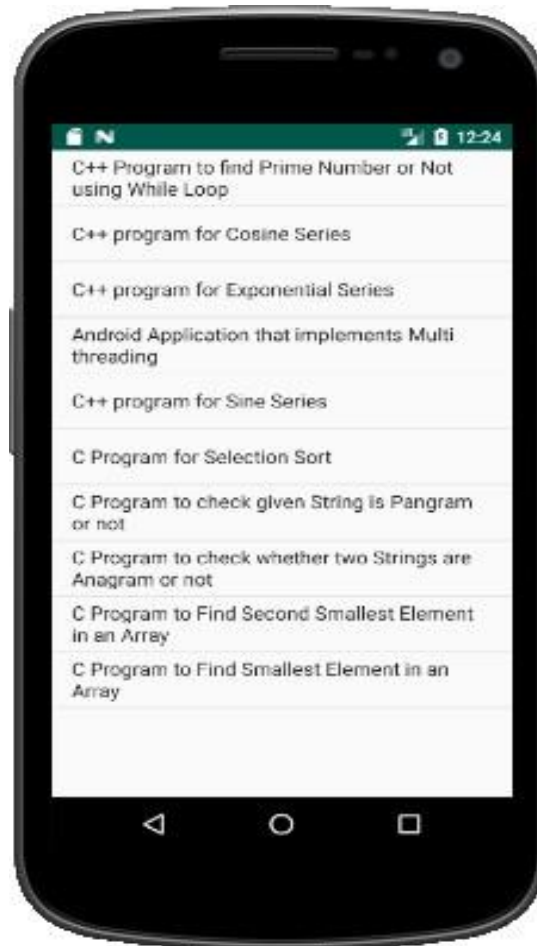 12:24
C++ Program to find Prime Number or Not
using While Loop
C++ program for Cosine Series
C++ program for Exponential Series
Android Application that implements Multi
threading
C++ program for Sine Series
C Program for Selection Sort
C Program to check given String is Pangram
or not
C Program to check whether two Strings are
Anagram or not
C Program to Find Second Smallest Element
in an Array
C Program to Find Smallest Element in an
Array